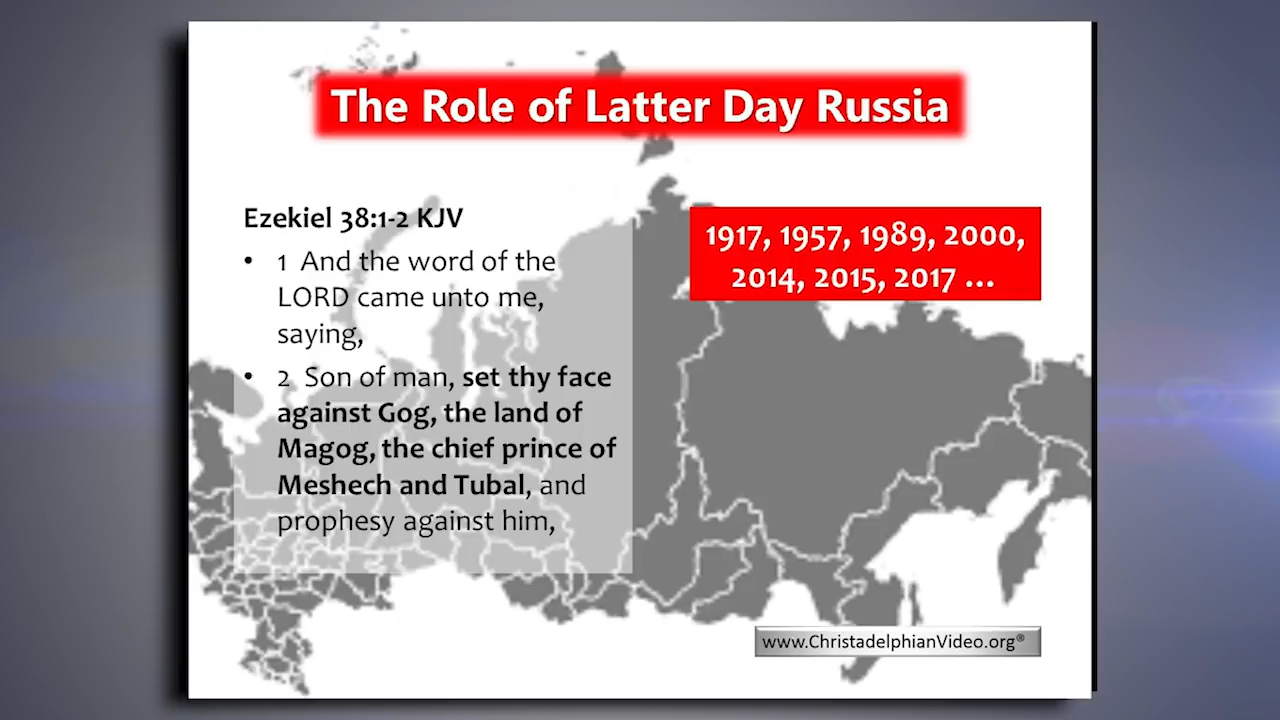 The Role of Latter Day Russia
Ezekiel 38:1-2 KJV
• 1 And the word of the
LORD came unto me,
saying,
• 2 Son of man, set thy face
against Gog, the land of
Magog, the chief prince of
Meshech and Tubal, and
prophesy against him,
1917, 1957, 1989, 2000,
2014, 2015, 2017 ...
www.ChristadelphianVideo.org®